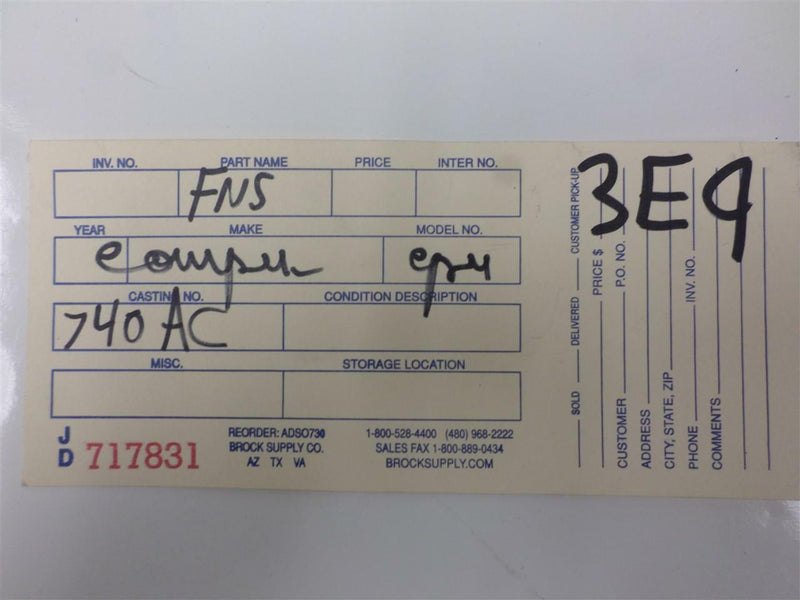 INV. NO. PART NAME PRICE INTER NO.
FNS
YEAR MAKE MODEL NO.
compu cpu
CASTING NO. CONDITION DESCRIPTION
740 AC
MISC. STORAGE LOCATION
JD 717831
REORDER: ADSO730
BROCK SUPPLY CO.
AZ TX VA
1-800-528-4400 (480) 968-2222
SALES FAX 1-800-889-0434
BROCKSUPPLY.COM
3E9
SOLD DELIVERED CUSTOMER PICK-UP
PRICE $
CUSTOMER P.O. NO.
ADDRESS
CITY, STATE, ZIP
PHONE INV. NO.
COMMENTS